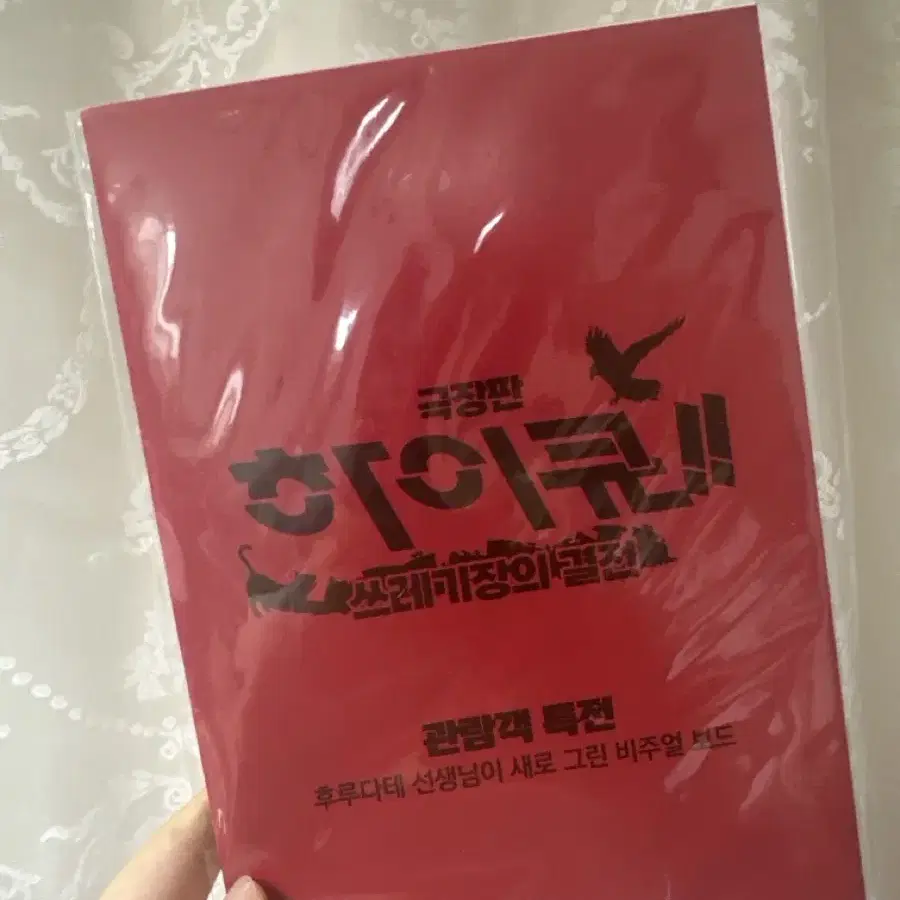 극장판
하이큐!!
쓰레기장의 결전
관람객 특전
후루다테 선생님이 새로 그린 비주얼 보드